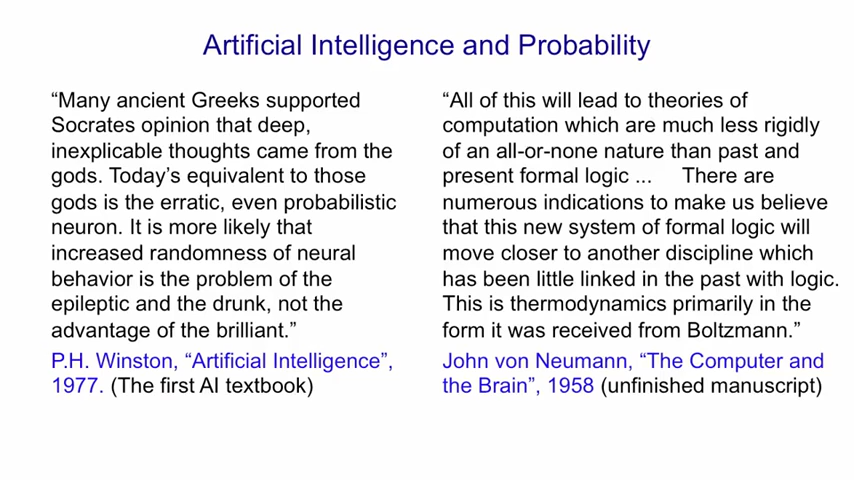 Artificial Intelligence and Probability
“Many ancient Greeks supported
Socrates opinion that deep,
inexplicable thoughts came from the
gods. Today’s equivalent to those
gods is the erratic, even probabilistic
neuron. It is more likely that
increased randomness of neural
behavior is the problem of the
epileptic and the drunk, not the
advantage of the brilliant.”
P.H. Winston, “Artificial Intelligence”,
1977. (The first AI textbook)
“All of this will lead to theories of
computation which are much less rigidly
of an all-or-none nature than past and
present formal logic ... There are
numerous indications to make us believe
that this new system of formal logic will
move closer to another discipline which
has been little linked in the past with logic.
This is thermodynamics primarily in the
form it was received from Boltzmann.”
John von Neumann, “The Computer and
the Brain”, 1958 (unfinished manuscript)